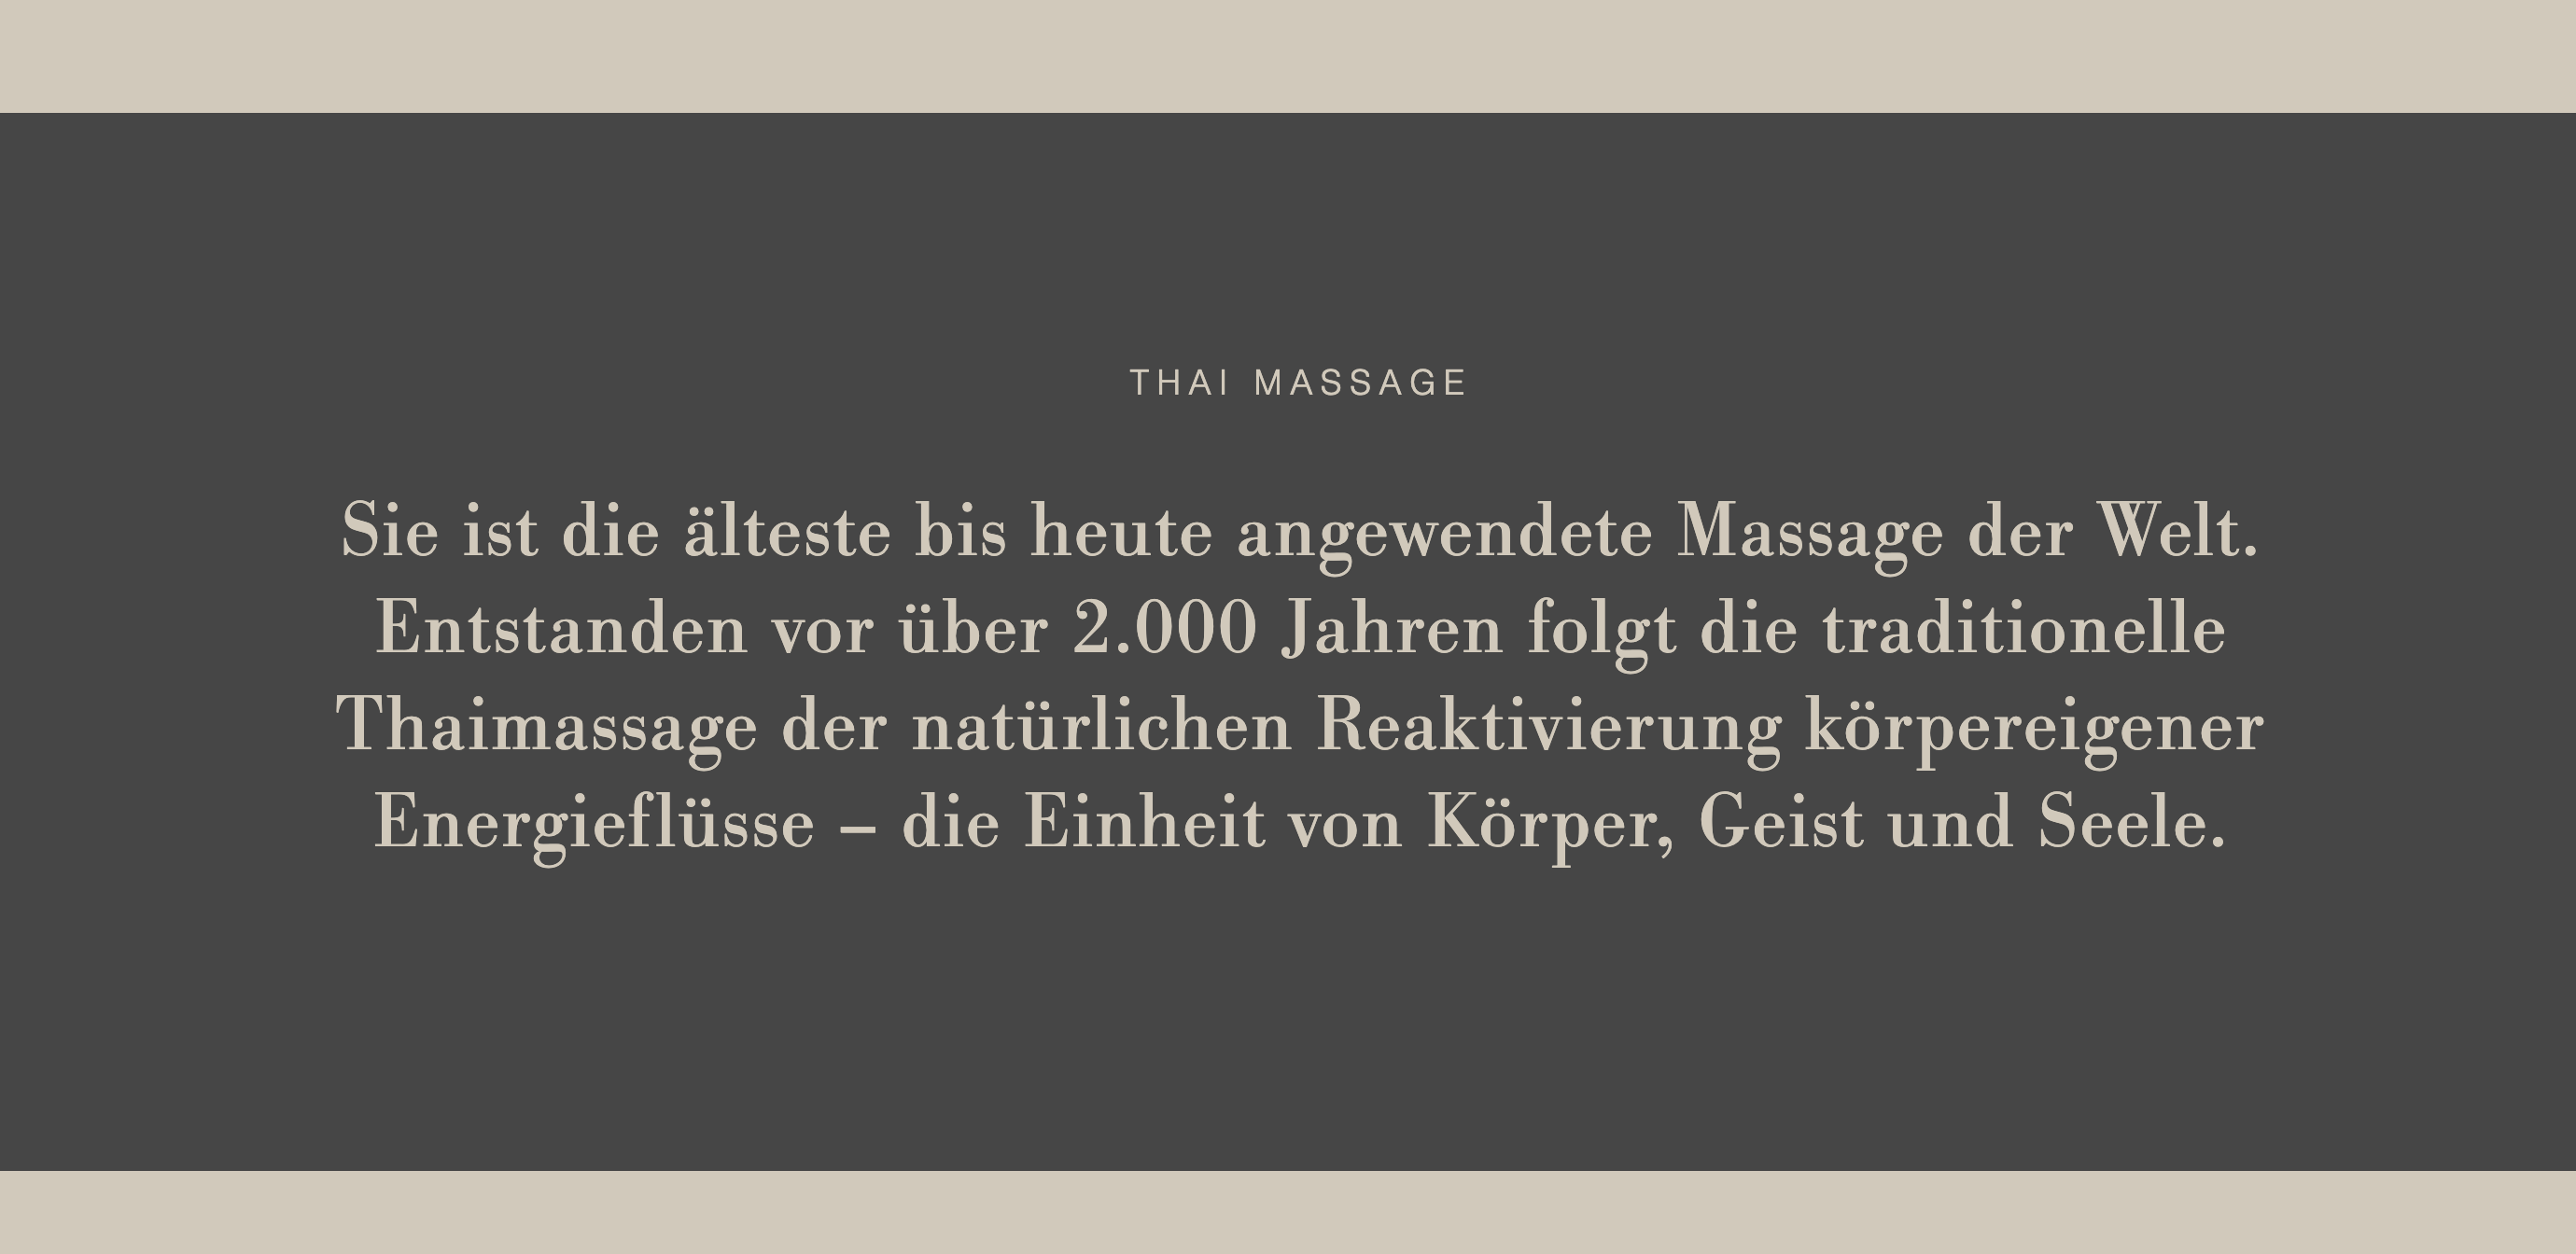 THAI MASSAGE
Sie ist die älteste bis heute angewendete Massage der Welt.
Entstanden vor über 2.000 Jahren folgt die traditionelle
Thaimassage der natürlichen Reaktivierung körpereigener
Energieflüsse – die Einheit von Körper, Geist und Seele.